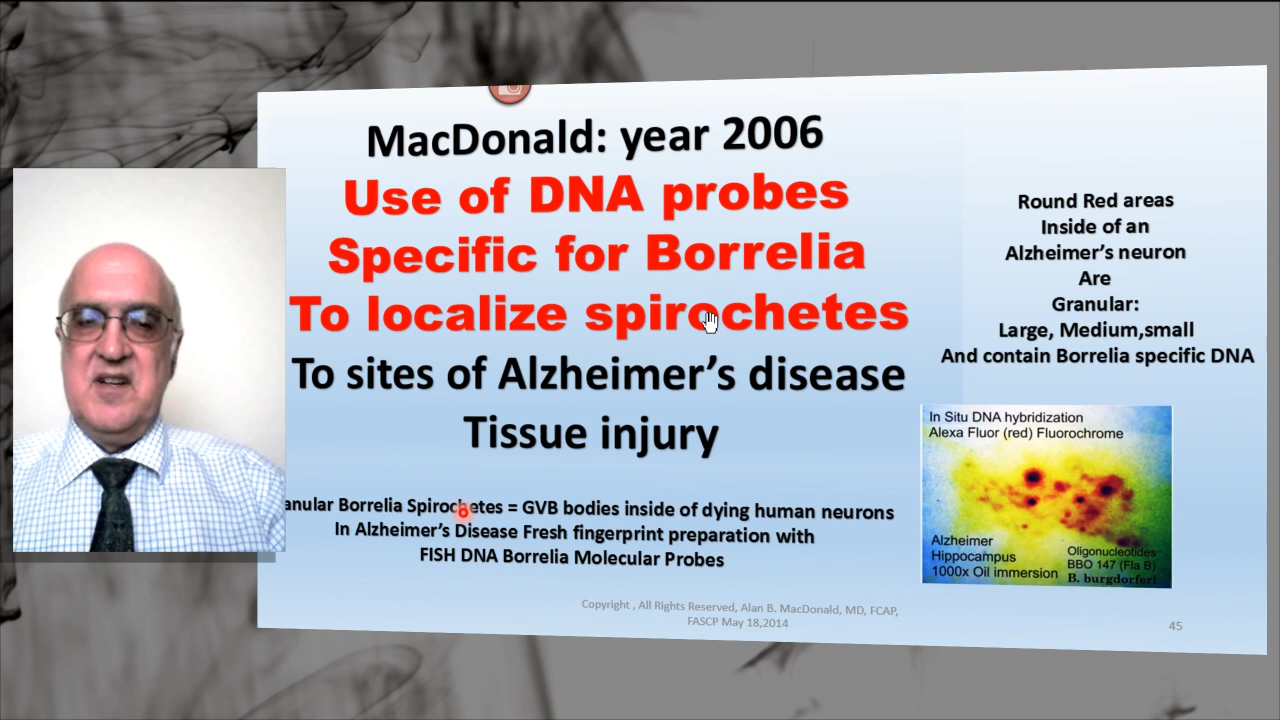 MacDonald: year 2006
Use of DNA probes
Specific for Borrelia
To localize spirochetes
To sites of Alzheimer's disease
Tissue injury
Borrelia Spirochetes = GVB bodies inside of dying human neurons
In Alzheimer's Disease Fresh fingerprint preparation with
FISH DNA Borrelia Molecular Probes
Round Red areas
Inside of an
Alzheimer's neuron
Are
Granular:
Large, Medium,small
And contain Borrelia specific DNA
In Situ DNA hybridization
Alexa Fluor (red) Fluorochrome
Alzheimer
Hippocampus
1000x Oil immersion
Oligonucleotides
BBO 147 (Fla B)
B. burgdorferi
Copyright , All Rights Reserved, Alan B. MacDonald, MD, FCAP,
FASCP May 18,2014
45